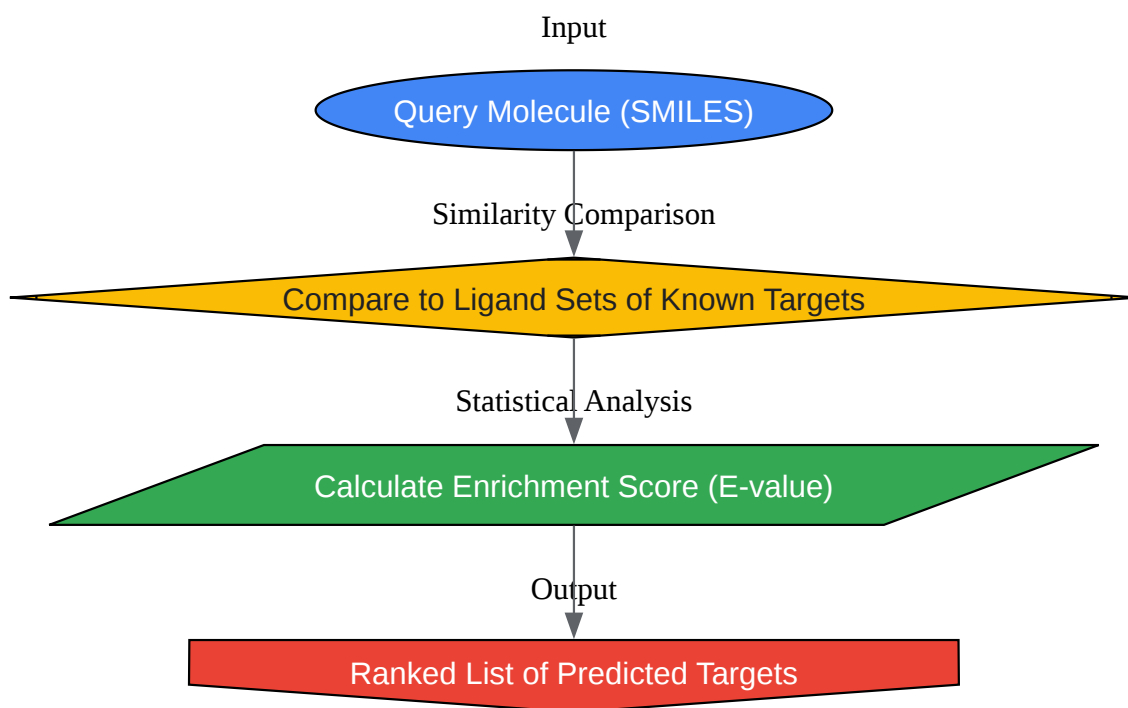 Input
Query Molecule (SMILES)
Similarity Comparison
Compare to Ligand Sets of Known Targets
Statistical Analysis
Calculate Enrichment Score (E-value)
Output
Ranked List of Predicted Targets